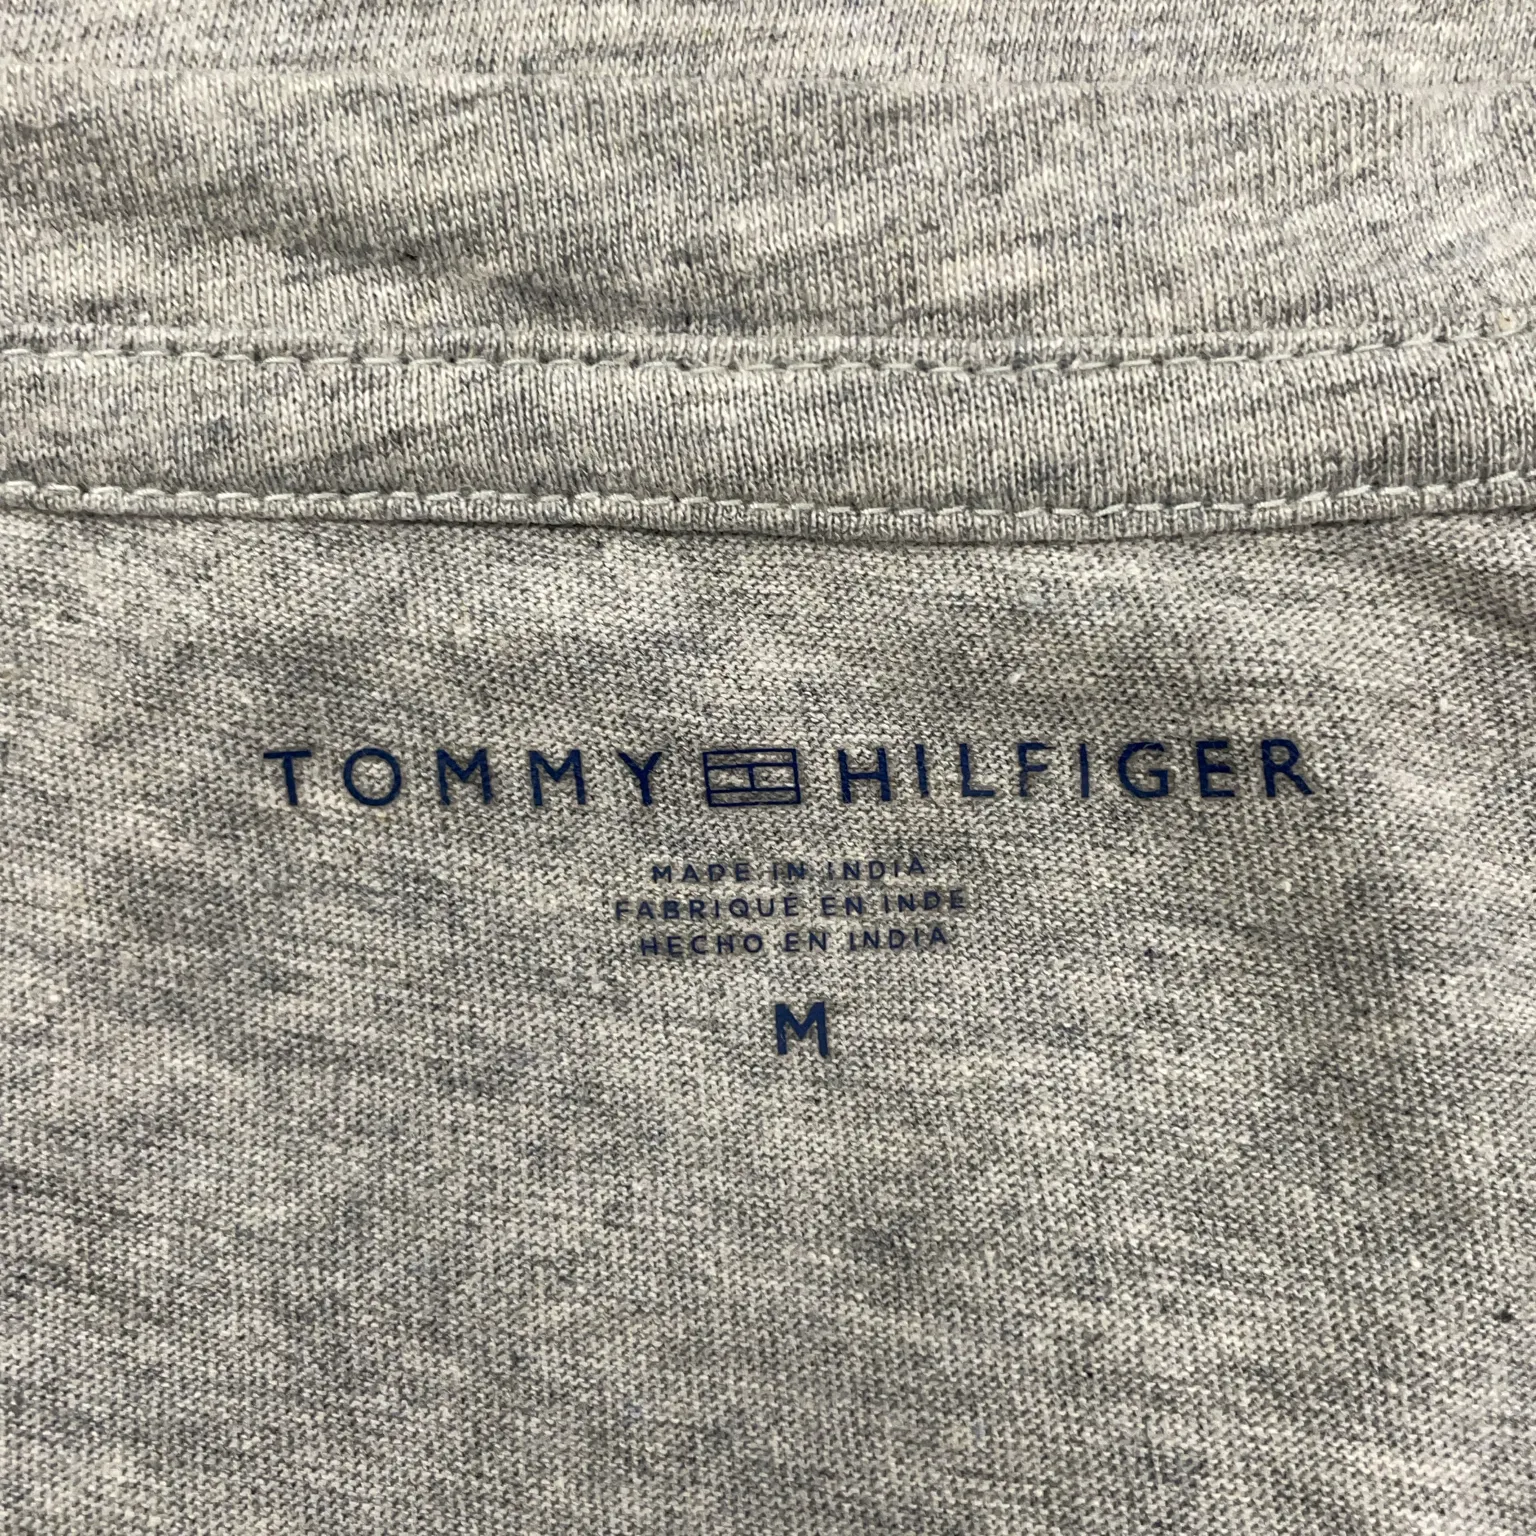 TOMMY HILFIGER
MADE IN INDIA
FABRIQUÉ EN INDE
HECHO EN INDIA
M